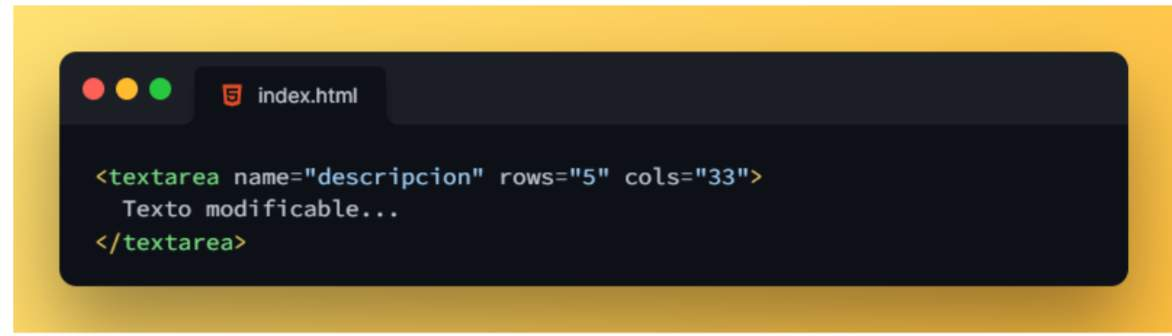 index.html
<textarea name="descripcion" rows="5" cols="33">
  Texto modificable...
</textarea>